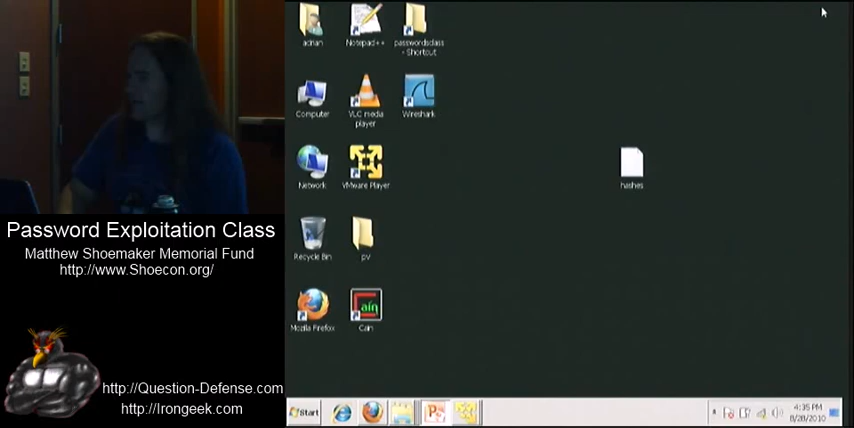 adrian
Notepad++
passwordsclass
- Shortcut
Computer
VLC media
player
Wireshark
Network
VMware Player
hashes
Recycle Bin
pv
Mozilla Firefox
Cain
Cain
Password Exploitation Class
Matthew Shoemaker Memorial Fund
http://www.Shoecon.org/
http://Question-Defense.com
http://Irongeek.com
Start
4:35 PM
8/28/2010